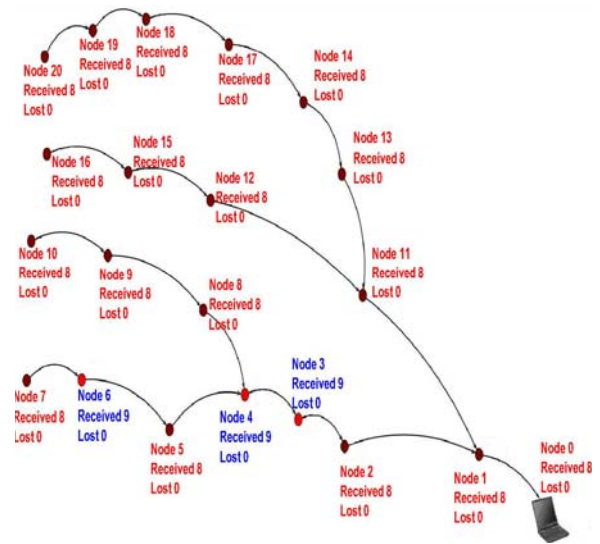 Node 18
Received 8
Lost 0
Node 19
Received 8
Lost 0
Node 20
Received 8
Lost 0
Node 17
Received 8
Lost 0
Node 14
Received 8
Lost 0
Node 13
Received 8
Lost 0
Node 15
Received 8
Lost 0
Node 16
Received 8
Lost 0
Node 12
Received 8
Lost 0
Node 11
Received 8
Lost 0
Node 10
Received 8
Lost 0
Node 9
Received 8
Lost 0
Node 8
Received 8
Lost 0
Node 3
Received 9
Lost 0
Node 7
Received 8
Lost 0
Node 6
Received 9
Lost 0
Node 4
Received 9
Lost 0
Node 5
Received 8
Lost 0
Node 2
Received 8
Lost 0
Node 1
Received 8
Lost 0
Node 0
Received 8
Lost 0